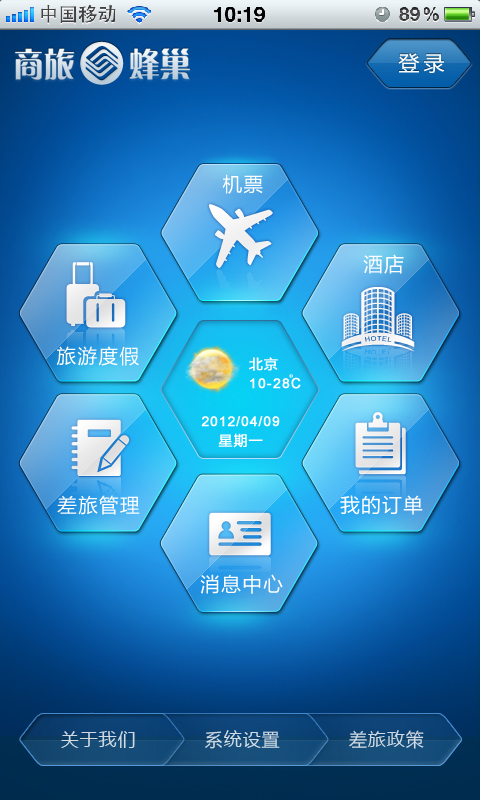 中国移动 10:19 89%
商旅 蜂巢
登录
机票
旅游度假
酒店
HOTEL
北京
10-28℃
2012/04/09
星期一
差旅管理
我的订单
消息中心
关于我们 系统设置 差旅政策